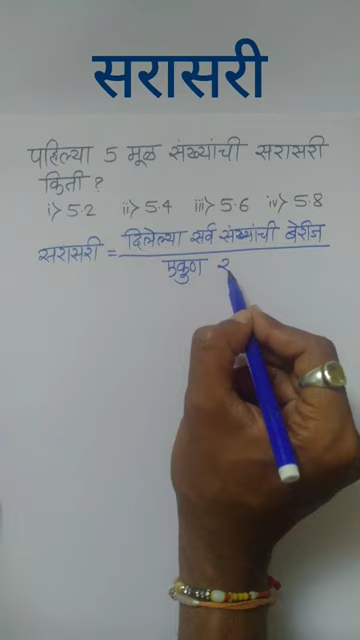 सरासरी
पहिल्या 5 मूळ संख्यांची सरासरी
किती ?
i> 5.2 ii> 5.4 iii> 5.6 iv> 5.8
सरासरी = दिलेल्या सर्व संख्यांची बेरीज
एकुण